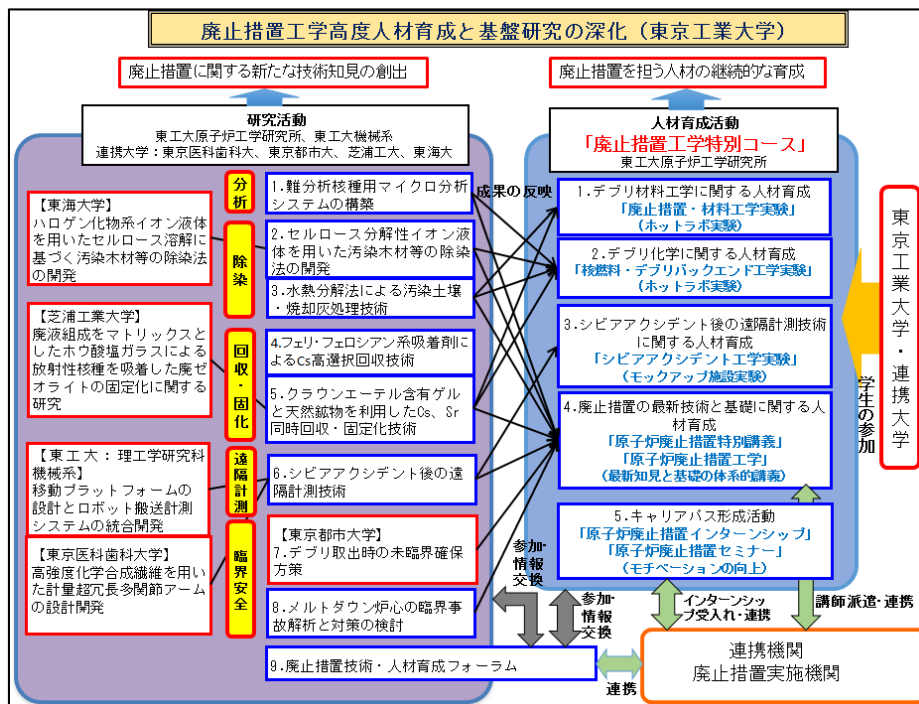 廃止措置工学高度人材育成と基盤研究の深化（東京工業大学）
廃止措置に関する新たな技術知見の創出
廃止措置を担う人材の継続的な育成
研究活動
東工大原子炉工学研究所、東工大機械系
連携大学：東京医科歯科大、東京都市大、芝浦工大、東海大
人材育成活動
「廃止措置工学特別コース」
東工大原子炉工学研究所
【東海大学】
ハロゲン化物系イオン液体
を用いたセルロース溶解に
基づく汚染木材等の除染
法の開発
【芝浦工業大学】
廃液組成をマトリックスと
したホウ酸塩ガラスによる
放射性核種を吸着した廃ゼ
オライトの固定化に関する
研究
【東工大：理工学研究科
機械系】
移動プラットフォームの
設計とロボット搬送計測
システムの統合開発
【東京医科歯科大学】
高強度化学合成繊維を用い
た計量超冗長多関節アーム
の設計開発
分析
除染
回収・固化
遠隔計測
臨界安全
1.難分析核種用マイクロ分析
システムの構築
2.セルロース分解性イオン液
体を用いた汚染木材等の除染
法の開発
3.水熱分解法による汚染土壌
・焼却灰処理技術
4.フェリ・フェロシアン系吸着剤に
よるCs高選択回収技術
5.クラウンエーテル含有ゲル
と天然鉱物を利用したCs、Sr
同時回収・固定化技術
6.シビアアクシデント後の遠
隔計測技術
【東京都市大学】
7.デブリ取出時の未臨界確保
方策
8.メルトダウン炉心の臨界事
故解析と対策の検討
9.廃止措置技術・人材育成フォーラム
成果の反映
1.デブリ材料工学に関する人材育成
「廃止措置・材料工学実験」
（ホットラボ実験）
2.デブリ化学に関する人材育成
「核燃料・デブリバックエンド工学実験」
（ホットラボ実験）
3.シビアアクシデント後の遠隔計測技術
に関する人材育成
「シビアアクシデント工学実験」
（モックアップ施設実験）
4.廃止措置の最新技術と基礎に関する人
材育成
「原子炉廃止措置特別講義」
「原子炉廃止措置工学」
（最新知見と基礎の体系的講義）
5.キャリアパス形成活動
「原子炉廃止措置インターンシップ」
「原子炉廃止措置セミナー」
（モチベーションの向上）
東京工業大学・連携大学
学生の参加
参加・
情報
交換
参加・
情報
交換
インターンシッ
プ受入れ・連携
講師派遣・連携
連携
連携機関
廃止措置実施機関